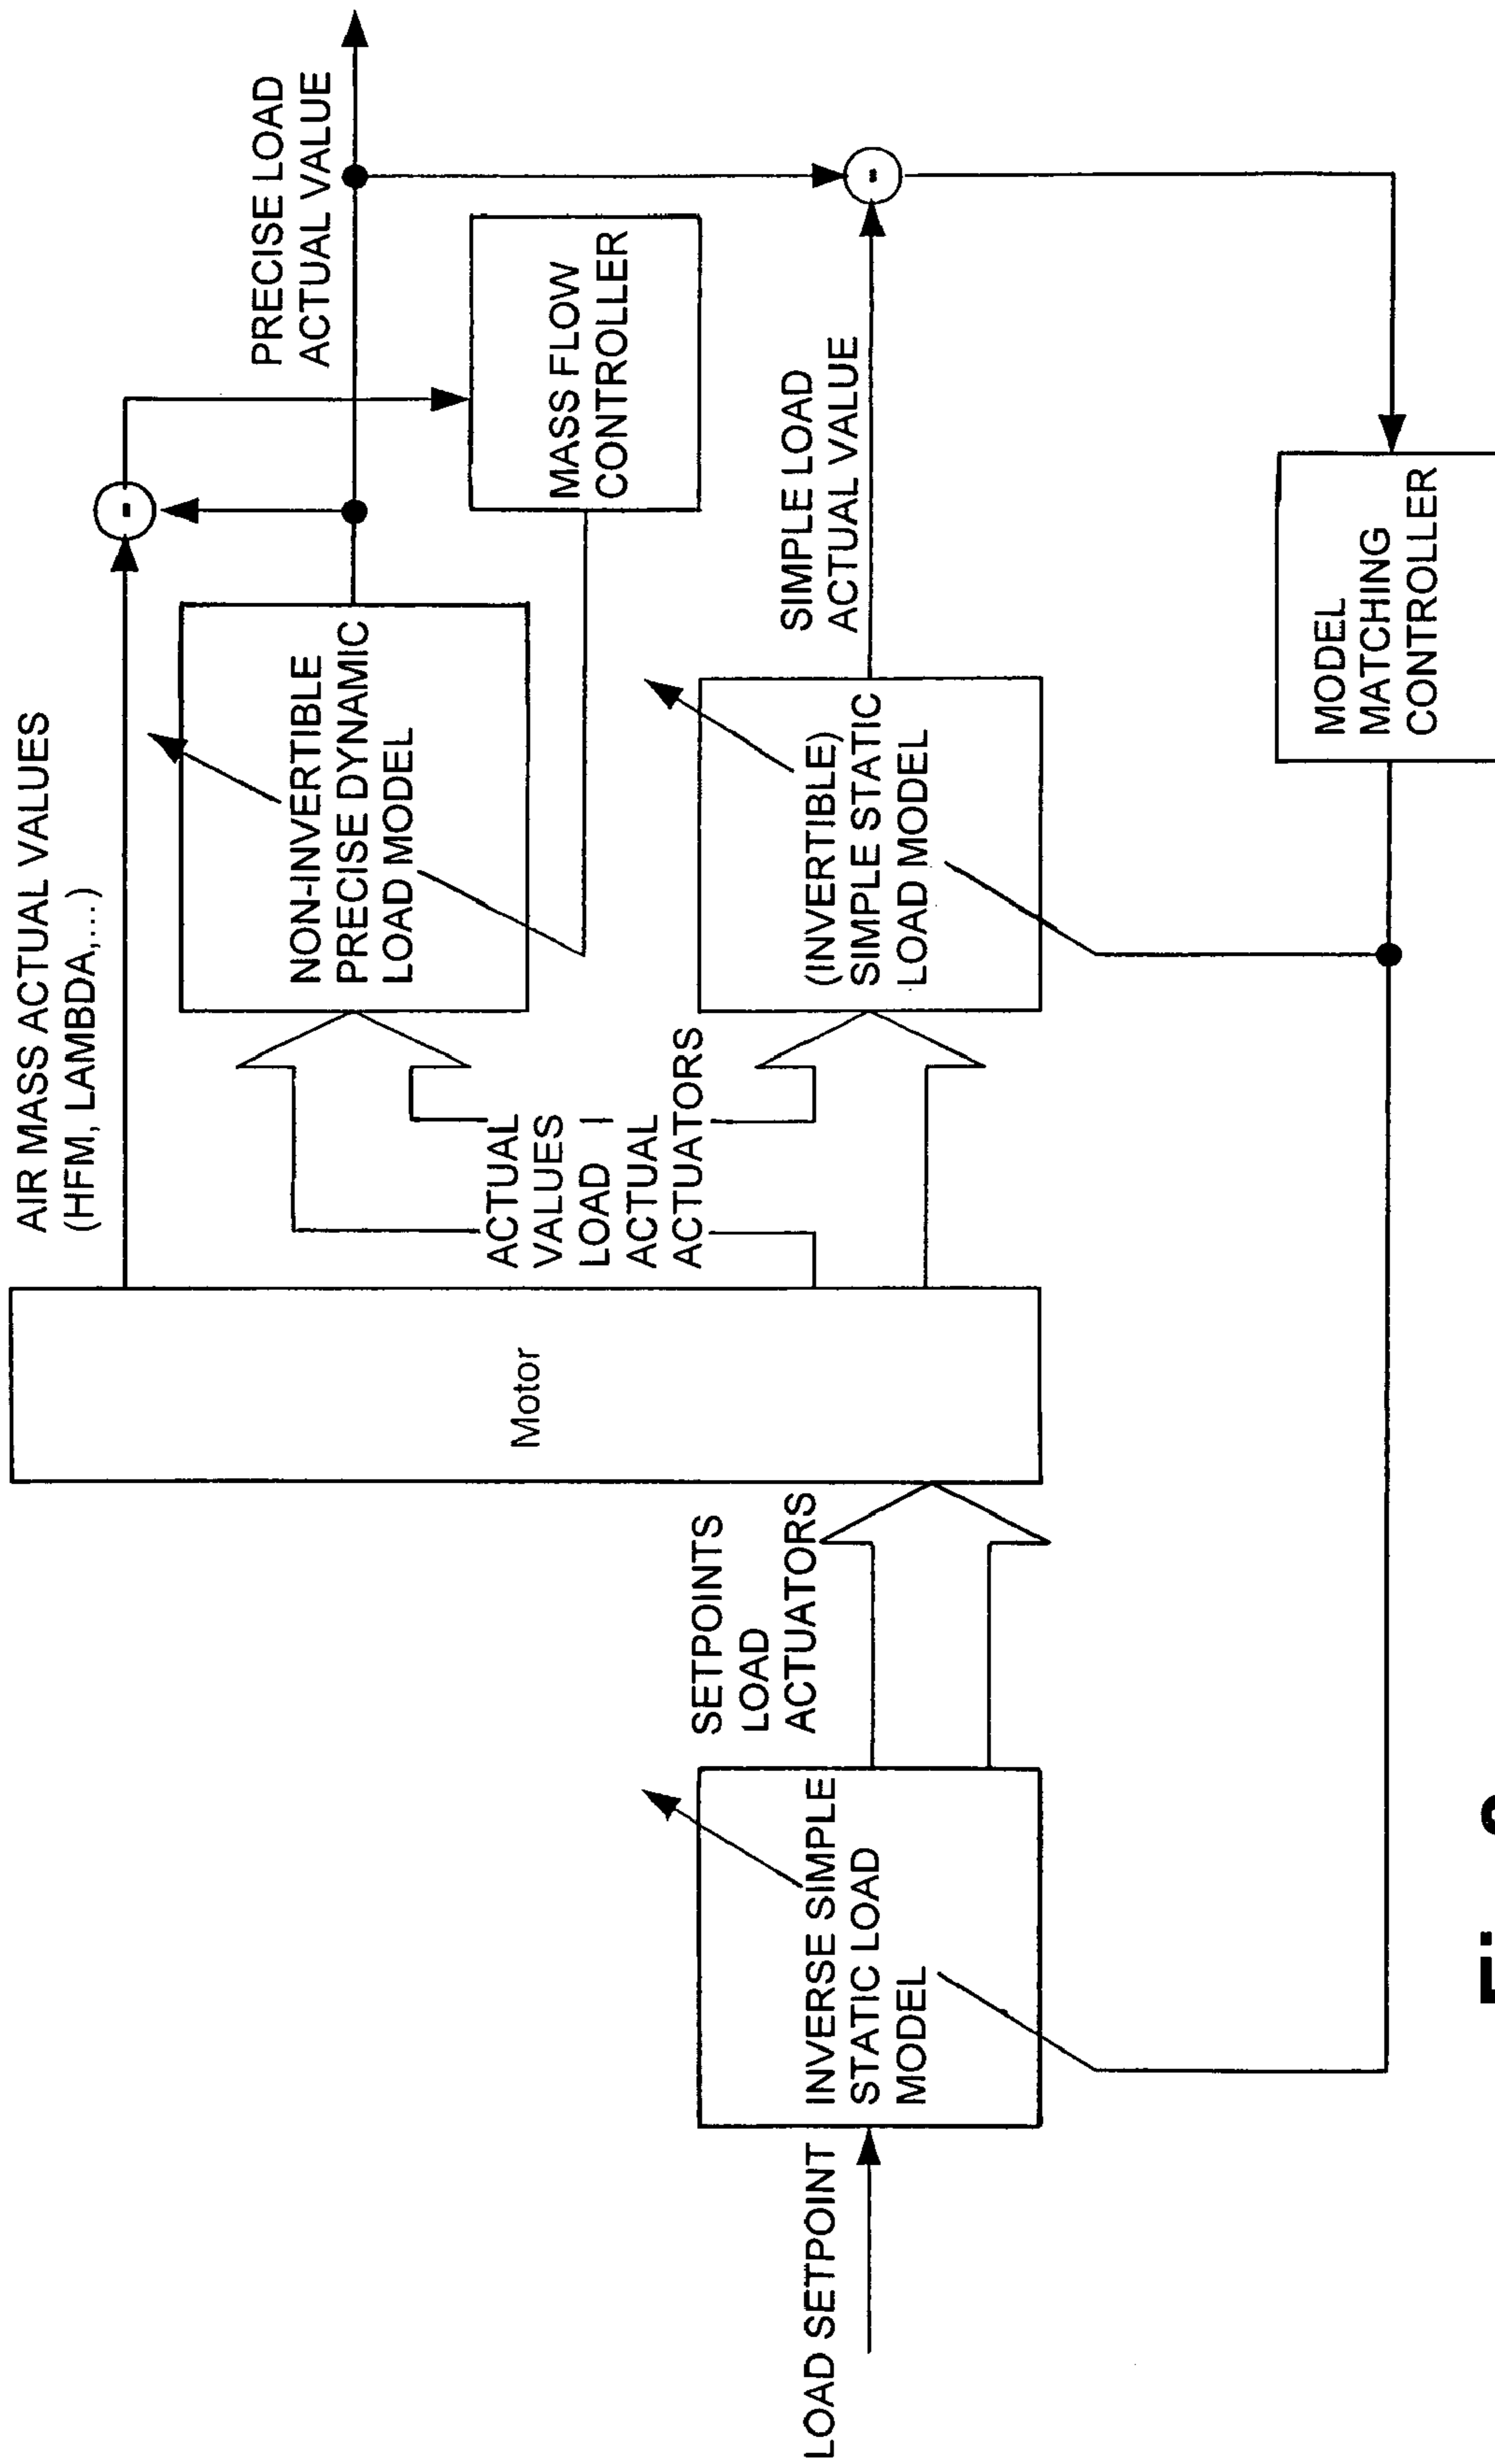 AIR MASS ACTUAL VALUES
(HFM, LAMBDA,...)
PRECISE LOAD
ACTUAL VALUE
NON-INVERTIBLE
PRECISE DYNAMIC
LOAD MODEL
MASS FLOW
CONTROLLER
Motor
ACTUAL
VALUES
LOAD
ACTUAL
ACTUATORS
SETPOINTS
LOAD
ACTUATORS
SIMPLE LOAD
ACTUAL VALUE
(INVERTIBLE)
SIMPLE STATIC
LOAD MODEL
LOAD SETPOINT
INVERSE SIMPLE
STATIC LOAD
MODEL
MODEL
MATCHING
CONTROLLER